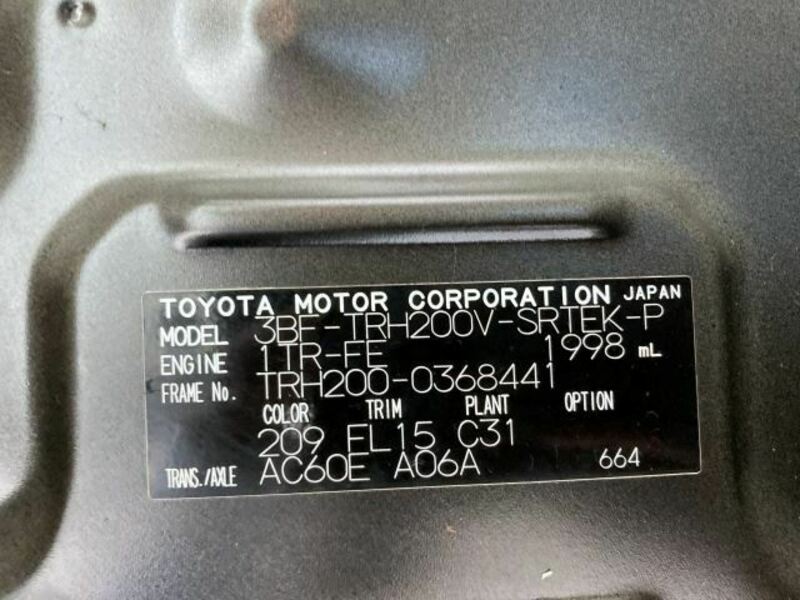 TOYOTA MOTOR CORPORATION JAPAN
MODEL 3BF-TRH200V-SRTEK-P
ENGINE 1TR-FE 1998 mL
FRAME No. TRH200-0368441
COLOR TRIM PLANT OPTION
209 FL15 C31
TRANS./AXLE AC60E A06A 664